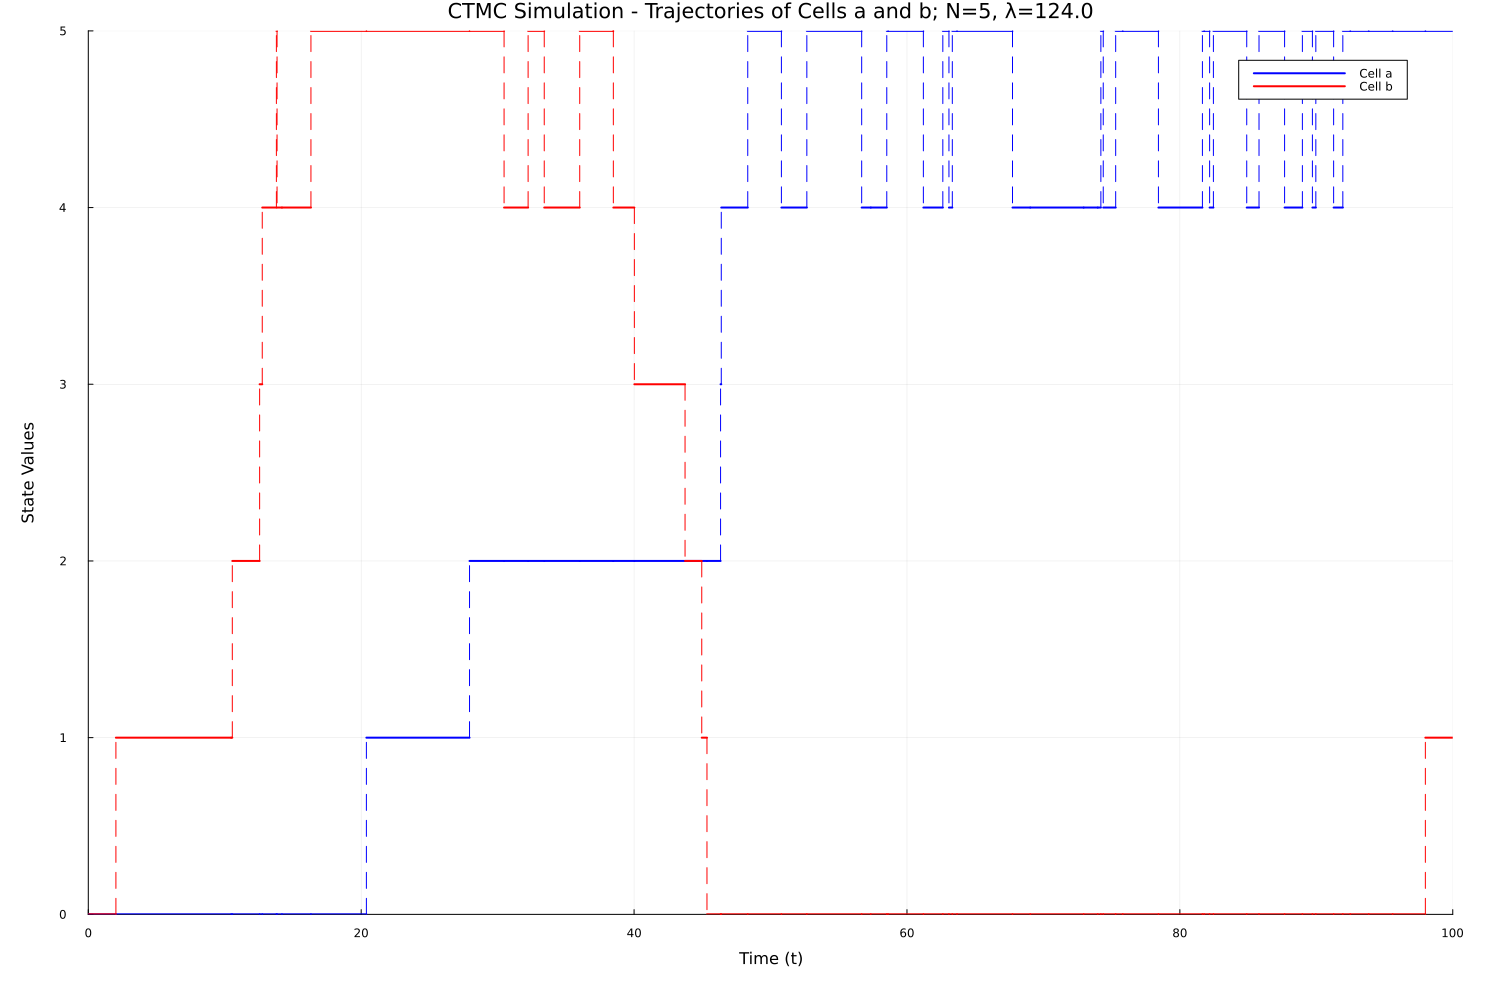 CTMC Simulation - Trajectories of Cells a and b; N=5, λ=124.0
5
Cell a
Cell b
4
3
State Values
2
1
0
0 20 40 60 80 100
Time (t)